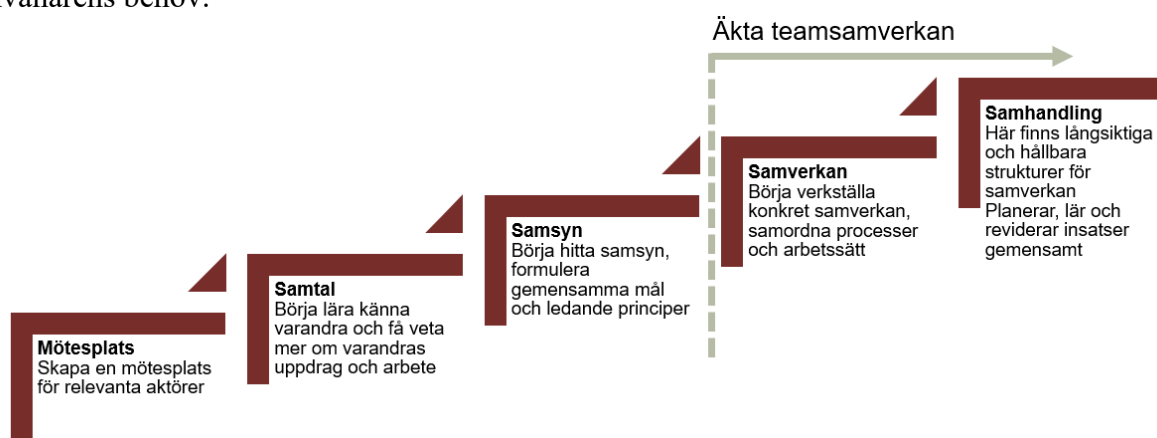 behov.
Äkta teamsamverkan
Mötesplats
Skapa en mötesplats
för relevanta aktörer
Samtal
Börja lära känna
varandra och få veta
mer om varandras
uppdrag och arbete
Samsyn
Börja hitta samsyn,
formulera
gemensamma mål
och ledande principer
Samverkan
Börja verkställa
konkret samverkan,
samordna processer
och arbetssätt
Samhandling
Här finns långsiktiga
och hållbara
strukturer för
samverkan
Planerar, lär och
reviderar insatser
gemensamt